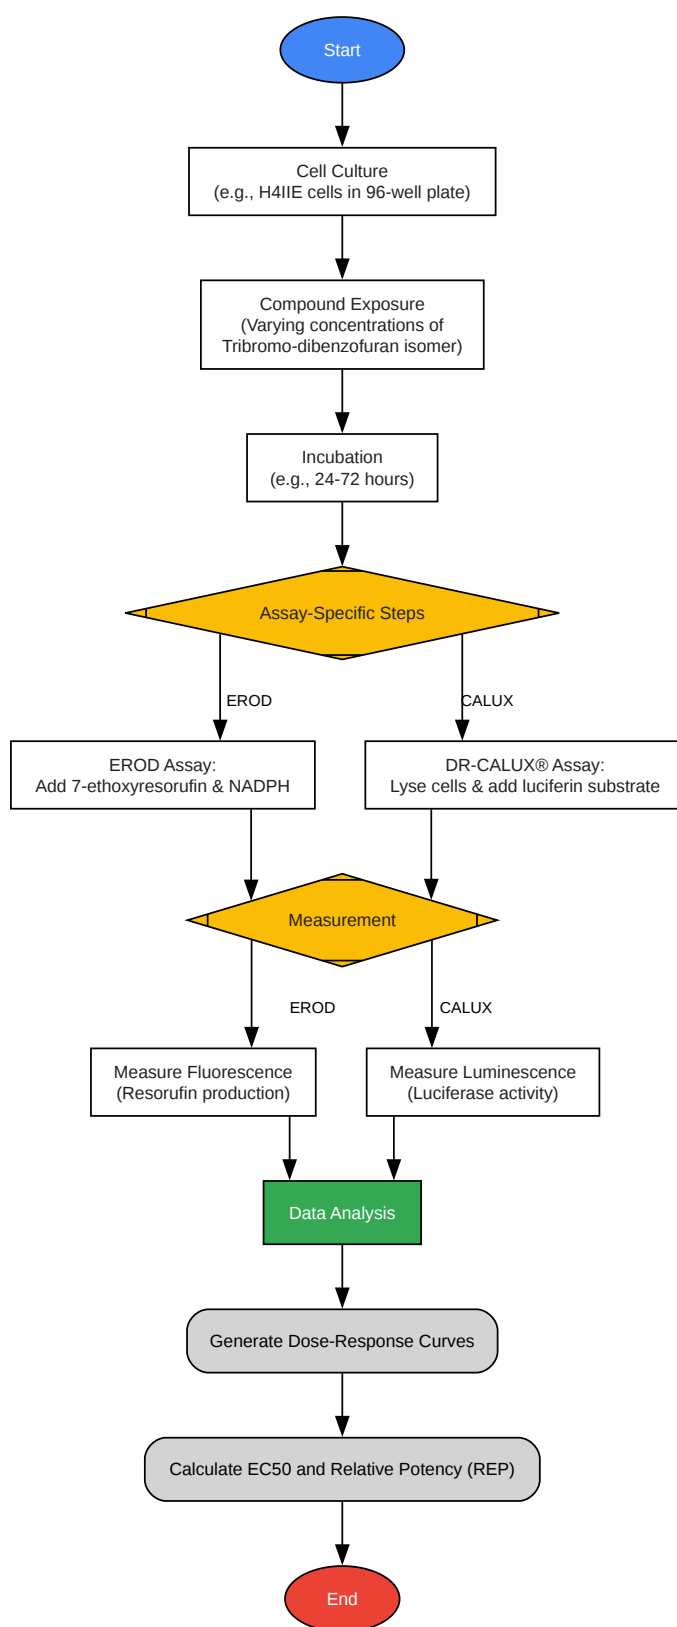 Start
Cell Culture
(e.g., H4IIE cells in 96-well plate)
Compound Exposure
(Varying concentrations of
Tribromo-dibenzofuran isomer)
Incubation
(e.g., 24-72 hours)
Assay-Specific Steps
EROD
CALUX
EROD Assay:
Add 7-ethoxyresorufin & NADPH
DR-CALUX® Assay:
Lyse cells & add luciferin substrate
Measurement
EROD
CALUX
Measure Fluorescence
(Resorufin production)
Measure Luminescence
(Luciferase activity)
Data Analysis
Generate Dose-Response Curves
Calculate EC50 and Relative Potency (REP)
End